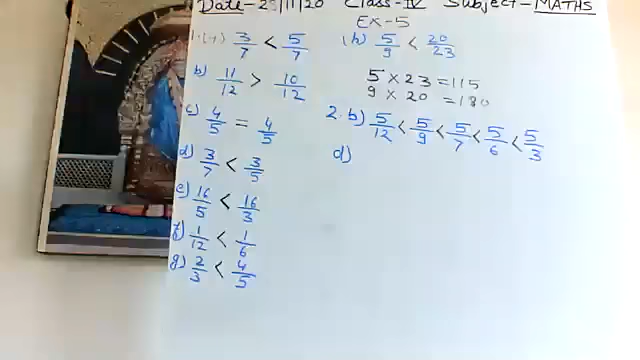 Date-23/11/20 Class-IV Subject-MATHS
Ex-5
1.(a) 3/7 < 5/7
b) 11/12 > 10/12
c) 4/5 = 4/5
d) 3/7 < 3/5
e) 16/5 < 16/3
f) 1/12 < 1/6
g) 2/3 < 4/5
(h) 5/9 < 20/23
5 × 23 = 115
9 × 20 = 180
2. b) 5/12 < 5/9 < 5/7 < 5/6 < 5/3
d)